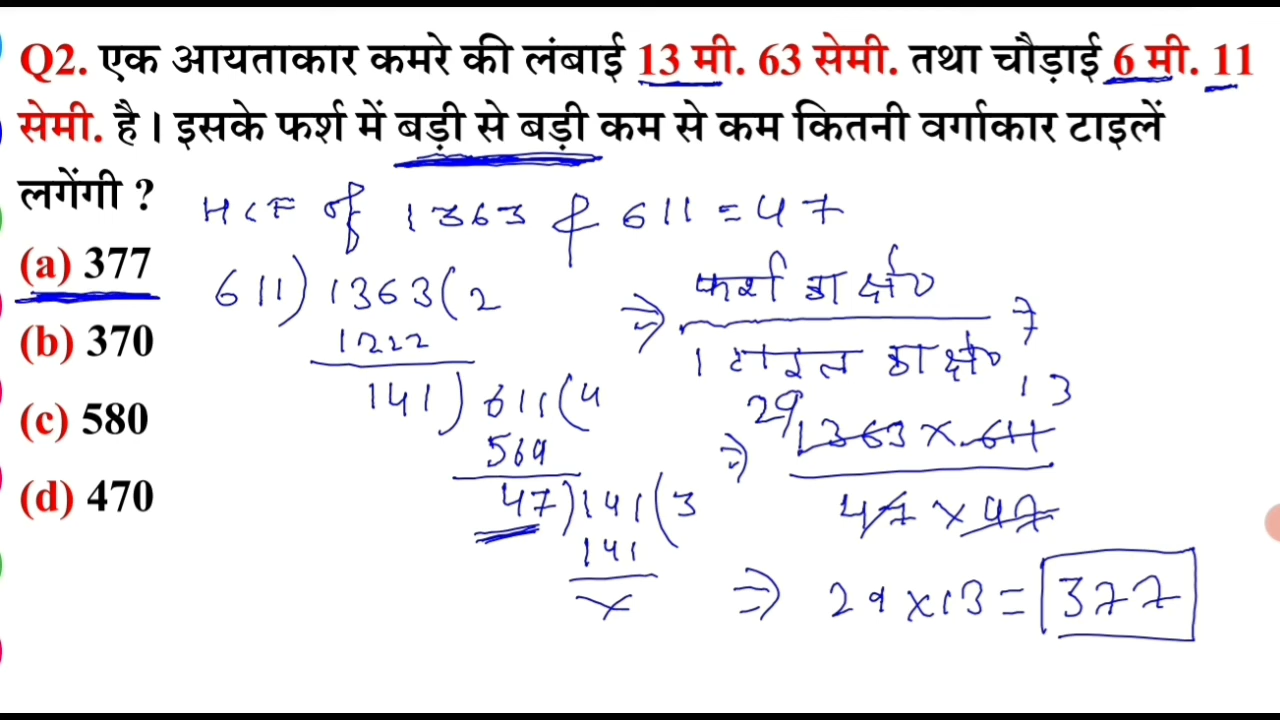 Q2. एक आयताकार कमरे की लंबाई 13 मी. 63 सेमी. तथा चौड़ाई 6 मी. 11
सेमी. है। इसके फर्श में बड़ी से बड़ी कम से कम कितनी वर्गाकार टाइलें
लगेंगी ?
HCF of 1363 & 611 = 47
(a) 377
(b) 370
(c) 580
(d) 470
611) 1363 (2
1222
141) 611 (4
564
47) 141 (3
141
×
⇒ फर्श का क्षे०
1 टाइल का क्षे०
29 13
⇒ 1363 × 611
47 × 47
⇒ 29 × 13 = 377